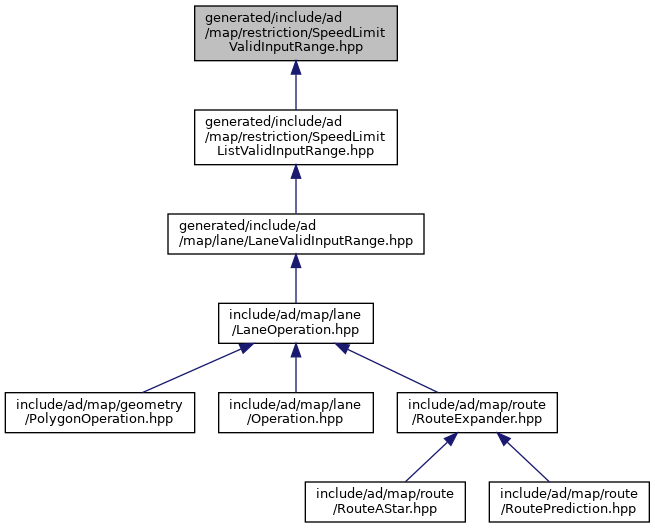 generated/include/ad
/map/restriction/SpeedLimit
ValidInputRange.hpp
generated/include/ad
/map/restriction/SpeedLimit
ListValidInputRange.hpp
generated/include/ad
/map/lane/LaneValidInputRange.hpp
include/ad/map/lane
/LaneOperation.hpp
include/ad/map/geometry
/PolygonOperation.hpp
include/ad/map/lane
/Operation.hpp
include/ad/map/route
/RouteExpander.hpp
include/ad/map/route
/RouteAStar.hpp
include/ad/map/route
/RoutePrediction.hpp